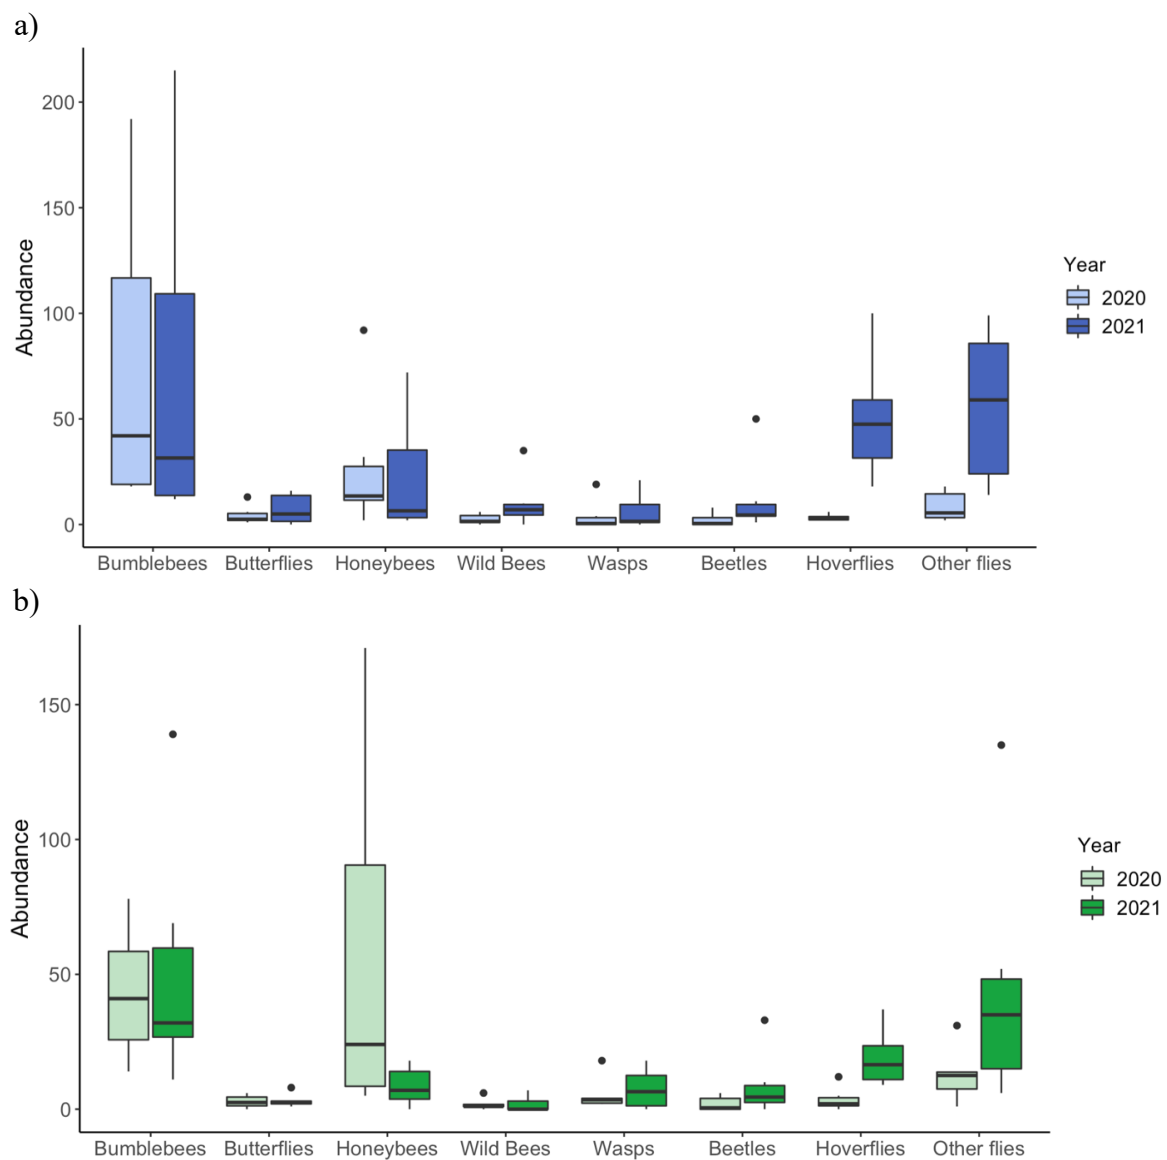 a)
200
150
100
50
0
Abundance
Bumblebees Butterflies Honeybees Wild Bees Wasps Beetles Hoverflies Other flies
Year
2020
2021
b)
150
100
50
0
Abundance
Bumblebees Butterflies Honeybees Wild Bees Wasps Beetles Hoverflies Other flies
Year
2020
2021